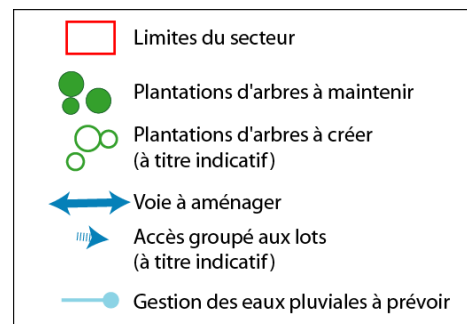 Limites du secteur
Plantations d'arbres à maintenir
Plantations d'arbres à créer
(à titre indicatif)
Voie à aménager
Accès groupé aux lots
(à titre indicatif)
Gestion des eaux pluviales à prévoir